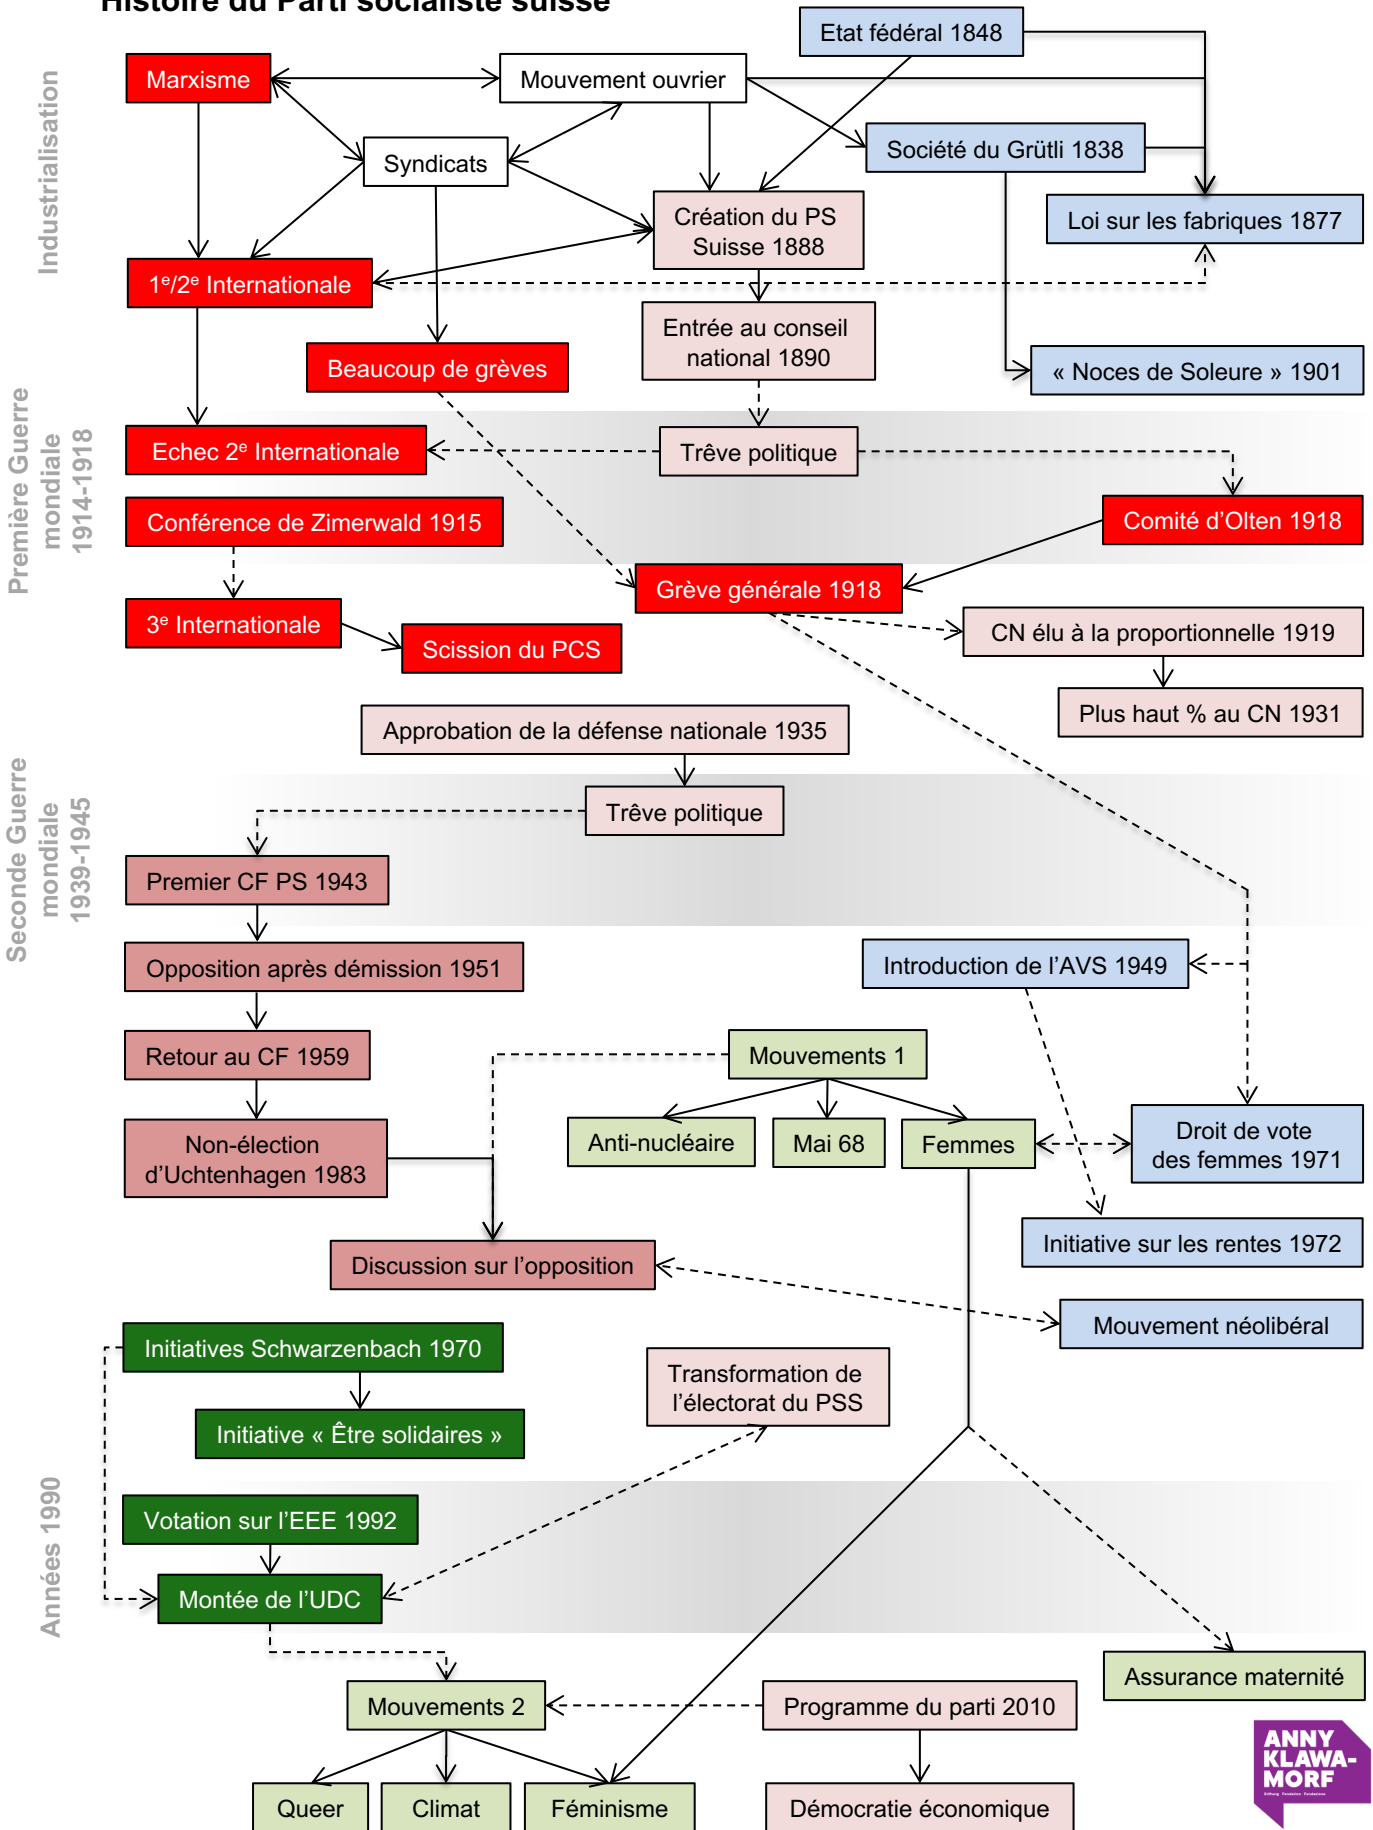 Histoire du Parti socialiste suisse
Etat fédéral 1848
Industrialisation
Marxisme
Mouvement ouvrier
Syndicats
Société du Grütli 1838
Création du PS
Suisse 1888
Loi sur les fabriques 1877
1e/2e Internationale
Entrée au conseil
national 1890
Beaucoup de grèves
« Noces de Soleure » 1901
Première Guerre
mondiale
1914-1918
Echec 2e Internationale
Trêve politique
Conférence de Zimerwald 1915
Comité d’Olten 1918
Grève générale 1918
3e Internationale
Scission du PCS
CN élu à la proportionnelle 1919
Plus haut % au CN 1931
Approbation de la défense nationale 1935
Seconde Guerre
mondiale
1939-1945
Trêve politique
Premier CF PS 1943
Opposition après démission 1951
Introduction de l’AVS 1949
Retour au CF 1959
Mouvements 1
Non-élection
d’Uchtenhagen 1983
Anti-nucléaire
Mai 68
Femmes
Droit de vote
des femmes 1971
Initiative sur les rentes 1972
Discussion sur l’opposition
Mouvement néolibéral
Initiatives Schwarzenbach 1970
Transformation de
l’électorat du PSS
Initiative « Être solidaires »
Années 1990
Votation sur l’EEE 1992
Montée de l’UDC
Assurance maternité
Mouvements 2
Programme du parti 2010
Queer
Climat
Féminisme
Démocratie économique
ANNY
KLAWA-
MORF
Stiftung Fondation Fondazione